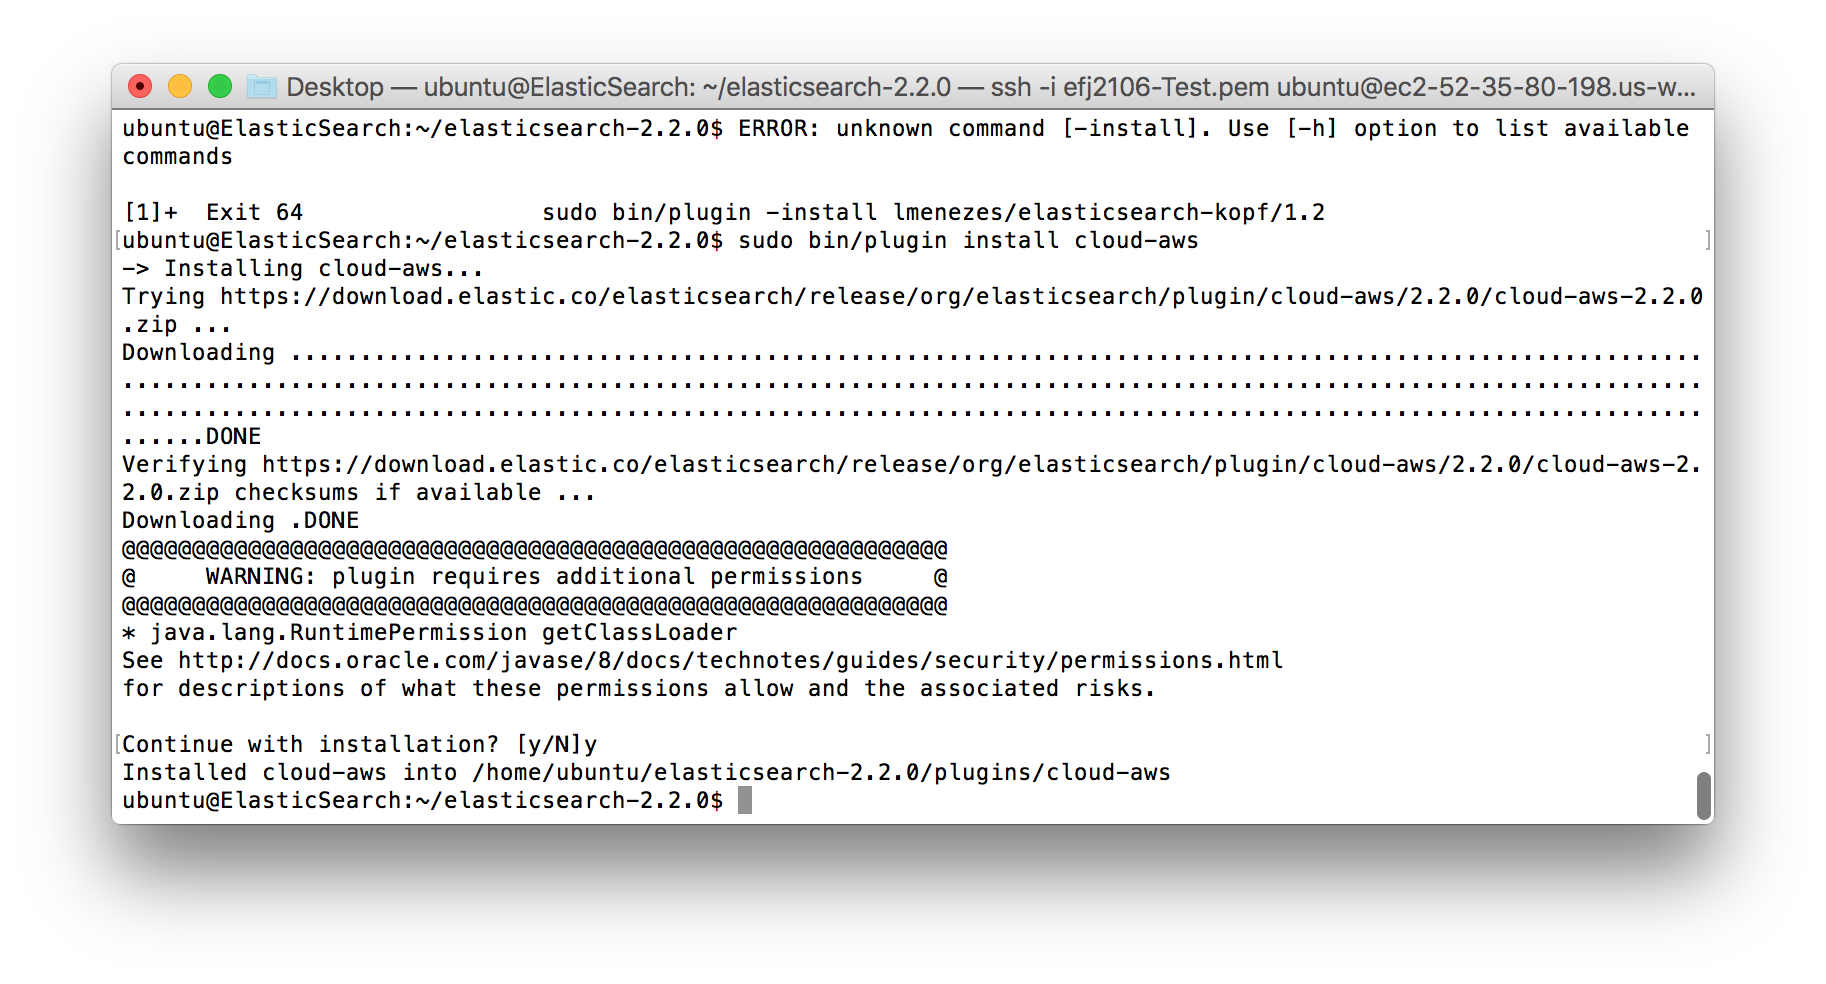 Desktop — ubuntu@ElasticSearch: ~/elasticsearch-2.2.0 — ssh -i efj2106-Test.pem ubuntu@ec2-52-35-80-198.us-w...
ubuntu@ElasticSearch:~/elasticsearch-2.2.0$ ERROR: unknown command [-install]. Use [-h] option to list available
commands
[1]+  Exit 64                 sudo bin/plugin -install lmenezes/elasticsearch-kopf/1.2
[ubuntu@ElasticSearch:~/elasticsearch-2.2.0$ sudo bin/plugin install cloud-aws ]
-> Installing cloud-aws...
Trying https://download.elastic.co/elasticsearch/release/org/elasticsearch/plugin/cloud-aws/2.2.0/cloud-aws-2.2.0
.zip ...
Downloading .....................................................................................................
.................................................................................................................
.................................................................................................................
......DONE
Verifying https://download.elastic.co/elasticsearch/release/org/elasticsearch/plugin/cloud-aws/2.2.0/cloud-aws-2.
2.0.zip checksums if available ...
Downloading .DONE
@@@@@@@@@@@@@@@@@@@@@@@@@@@@@@@@@@@@@@@@@@@@@@@@@@@@@@@@@@@
@     WARNING: plugin requires additional permissions     @
@@@@@@@@@@@@@@@@@@@@@@@@@@@@@@@@@@@@@@@@@@@@@@@@@@@@@@@@@@@
* java.lang.RuntimePermission getClassLoader
See http://docs.oracle.com/javase/8/docs/technotes/guides/security/permissions.html
for descriptions of what these permissions allow and the associated risks.
[Continue with installation? [y/N]y ]
Installed cloud-aws into /home/ubuntu/elasticsearch-2.2.0/plugins/cloud-aws
ubuntu@ElasticSearch:~/elasticsearch-2.2.0$